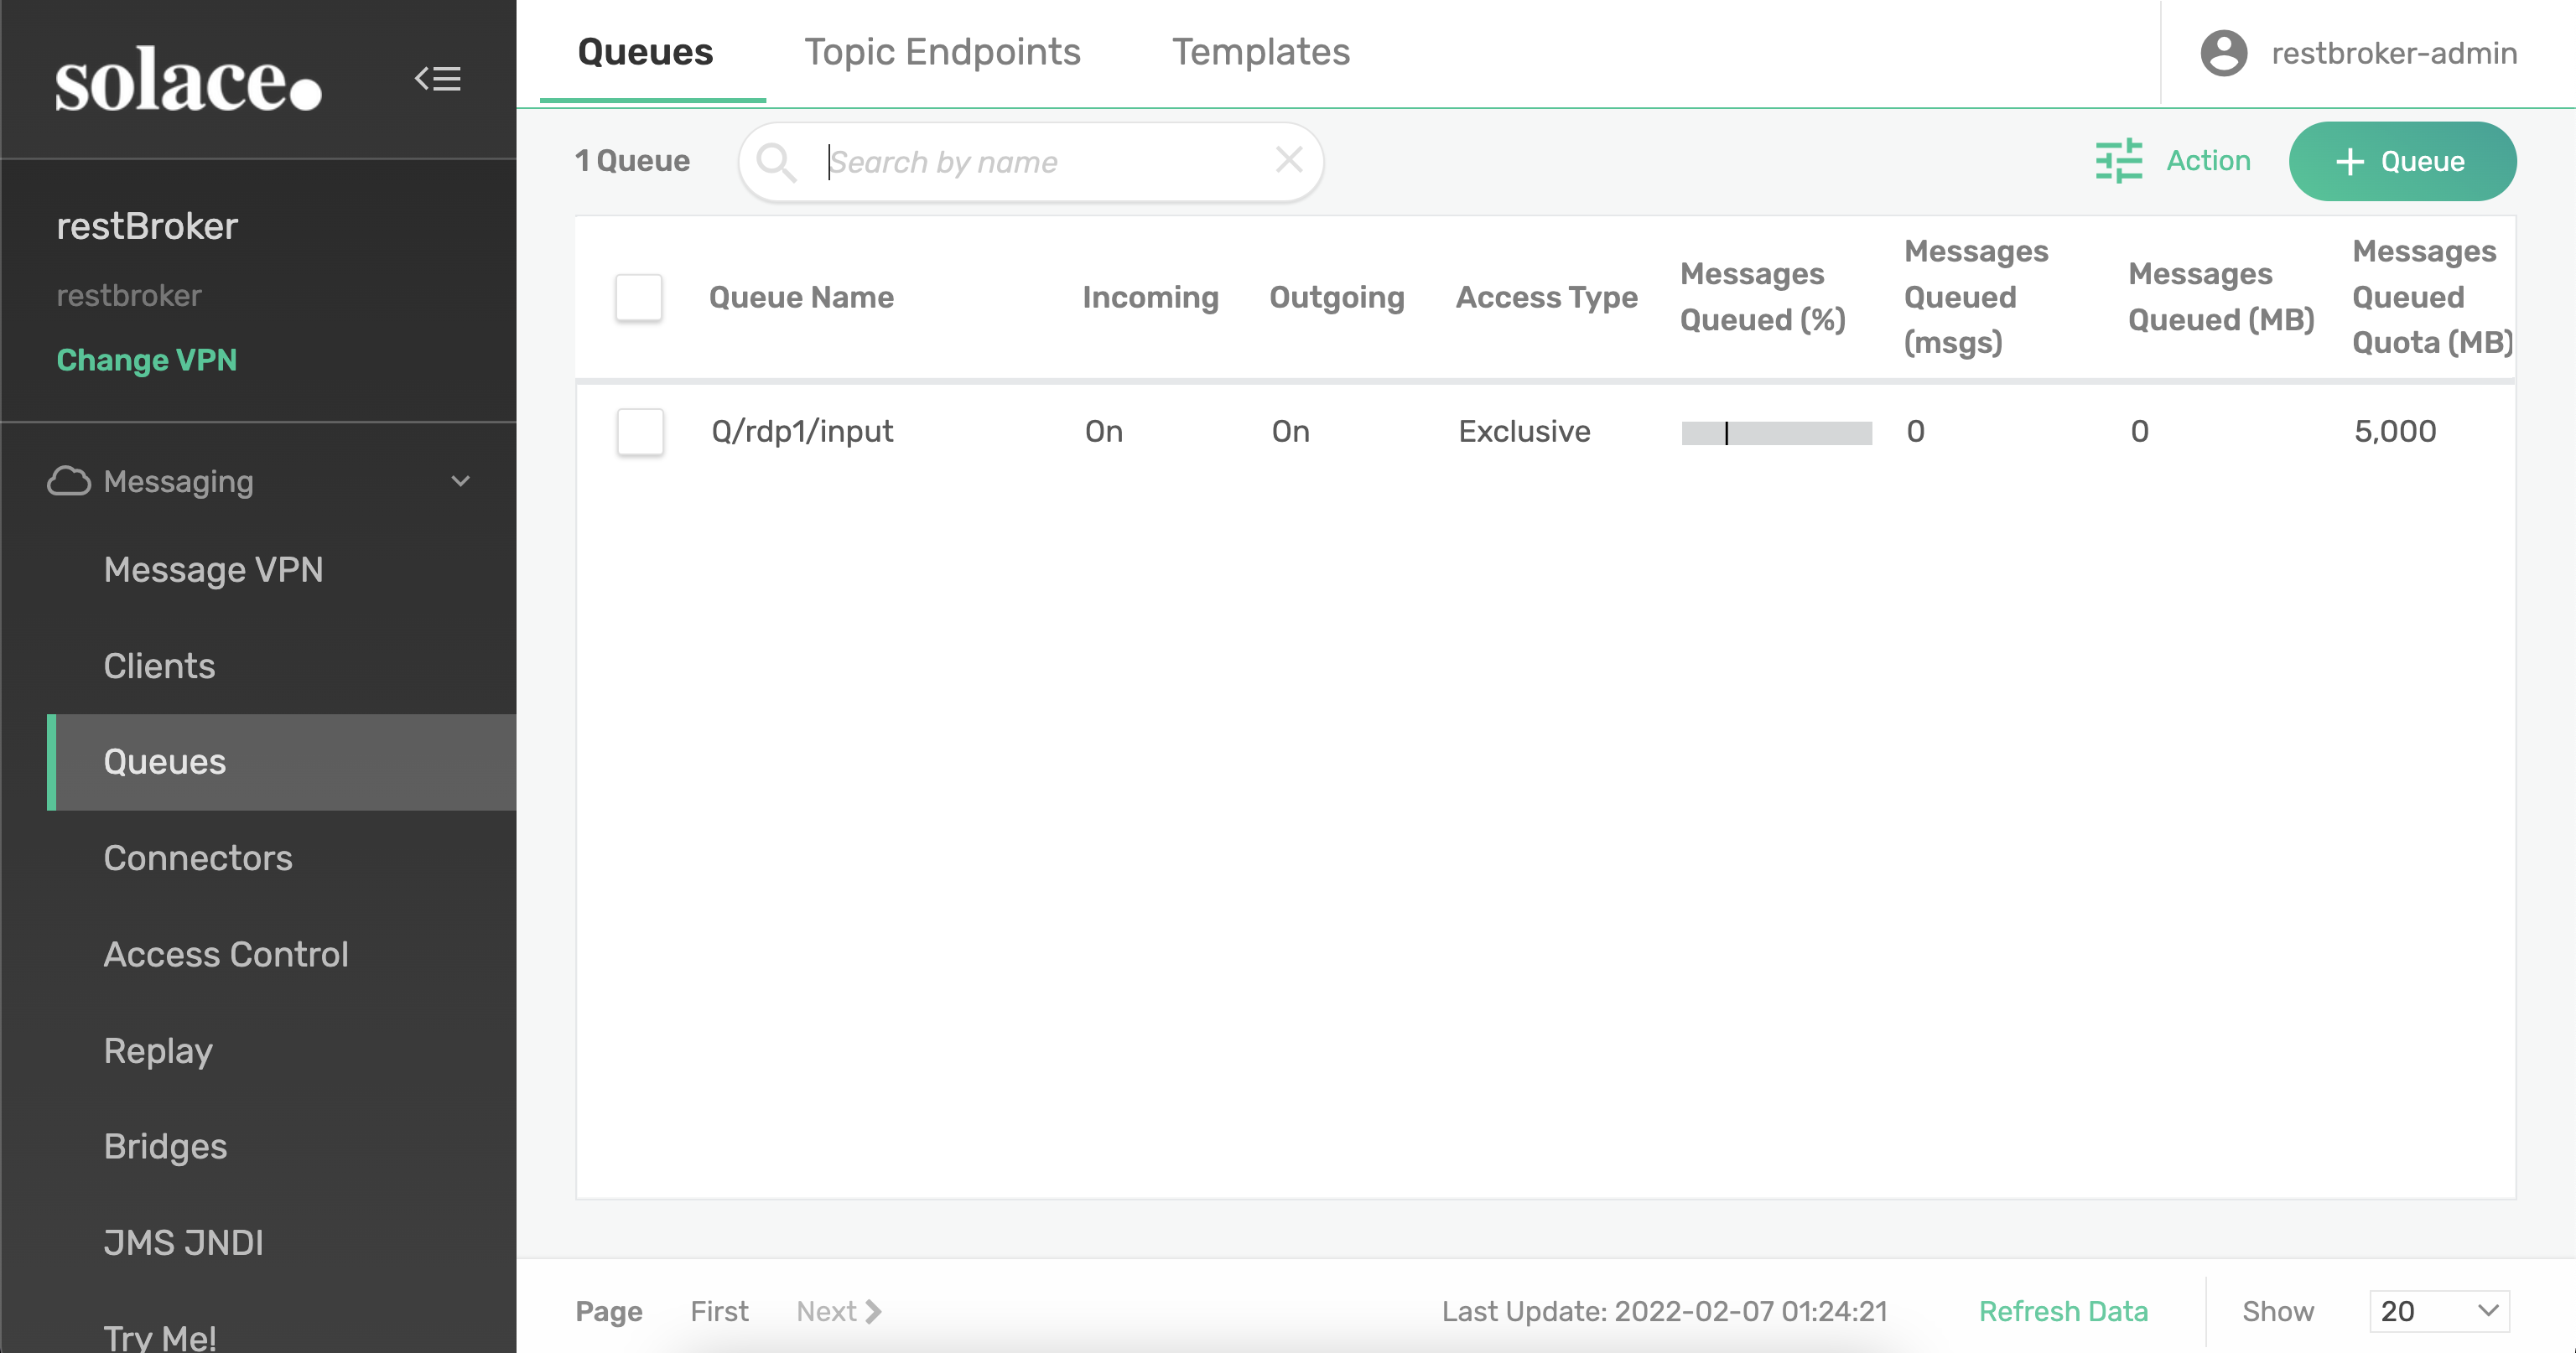 solace.
restBroker
restbroker
Change VPN
Messaging
Message VPN
Clients
Queues
Connectors
Access Control
Replay
Bridges
JMS JNDI
Try Me!
Queues Topic Endpoints Templates
restbroker-admin
1 Queue
Search by name
Action
+ Queue
Queue Name
Incoming
Outgoing
Access Type
Messages
Queued (%)
Messages
Queued
(msgs)
Messages
Queued (MB)
Messages
Queued
Quota (MB)
Q/rdp1/input On On Exclusive 0 0 5,000
Page First Next Last Update: 2022-02-07 01:24:21 Refresh Data Show 20